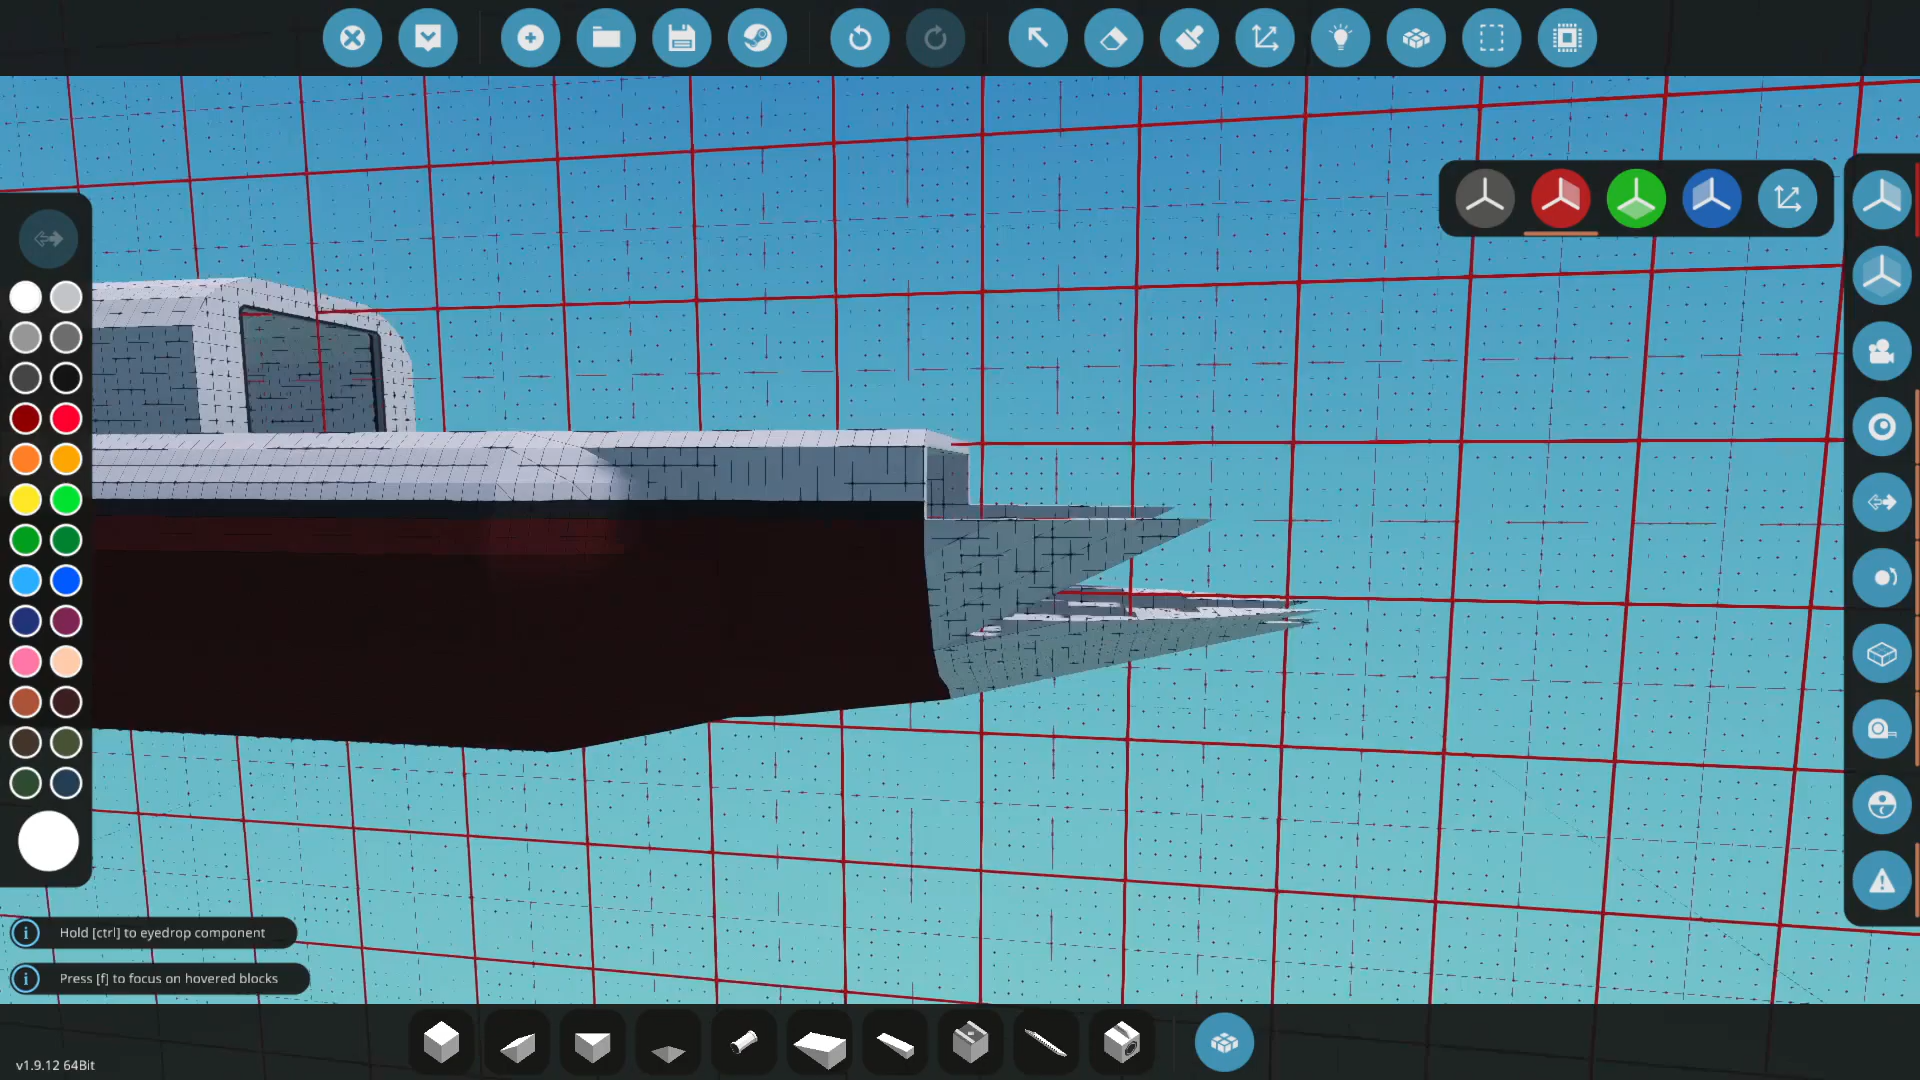 Hold [ctrl] to eyedrop component
Press [f] to focus on hovered blocks
v1.9.12 64Bit